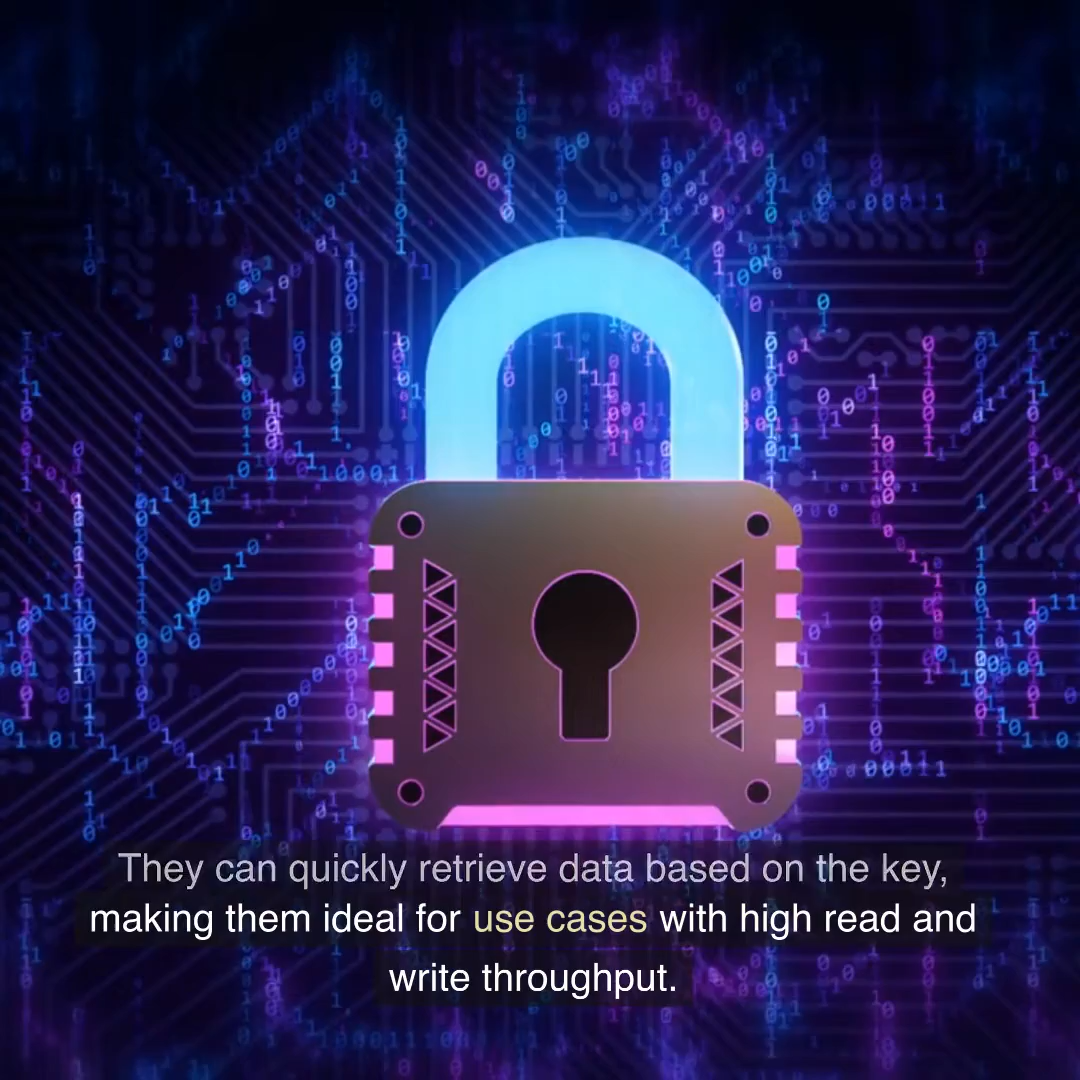 They can quickly retrieve data based on the key,
making them ideal for use cases with high read and
write throughput.